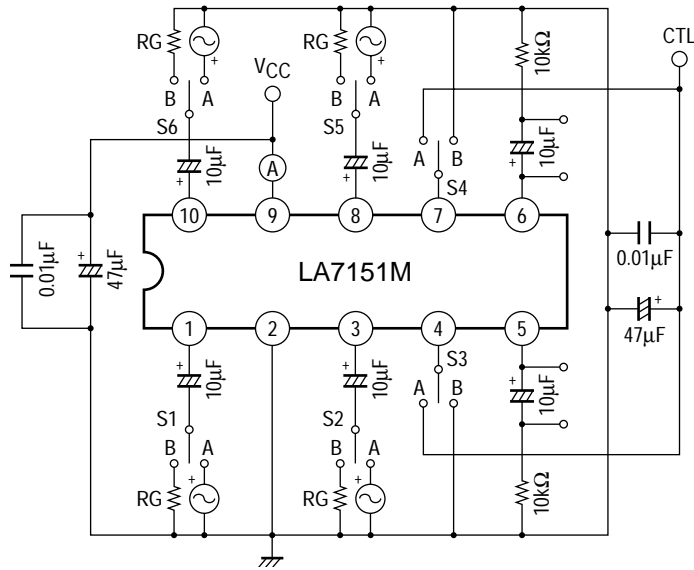 RG
+
RG
+
10kΩ
CTL
VCC
B A
B A
S6
S5
A B
10µF
+
10µF
+
A
10µF
+
S4
10 9 8 7 6
0.01µF
+
47µF
LA7151M
0.01µF
+
47µF
1 2 3 4 5
+
10µF
+
10µF
S3
A B
+
10µF
S1
S2
B A
B A
RG
+
RG
+
10kΩ